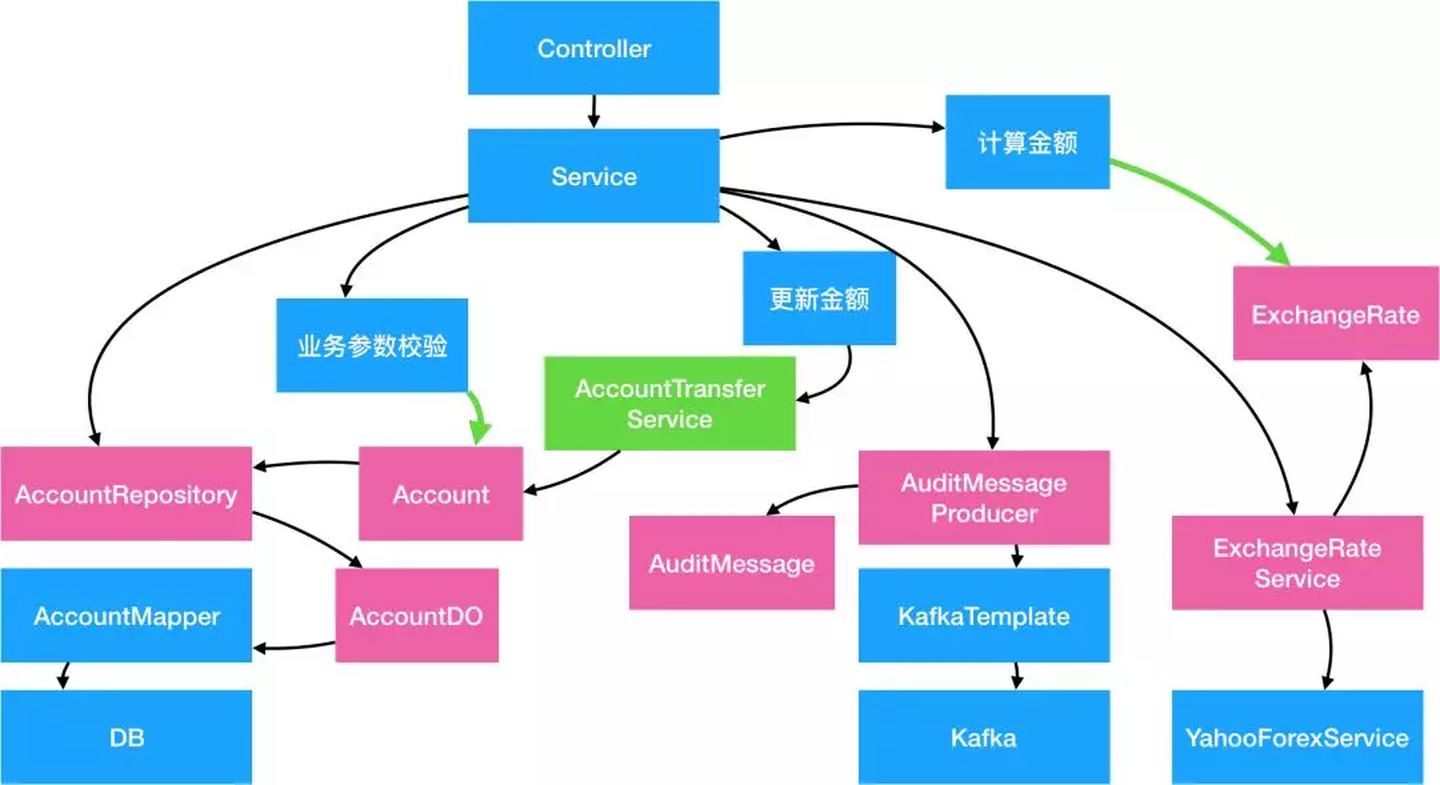 Controller
Service
计算金额
更新金额
ExchangeRate
业务参数校验
AccountTransfer
Service
AccountRepository
Account
AuditMessage
Producer
AuditMessage
ExchangeRate
Service
AccountMapper
AccountDO
KafkaTemplate
DB
Kafka
YahooForexService